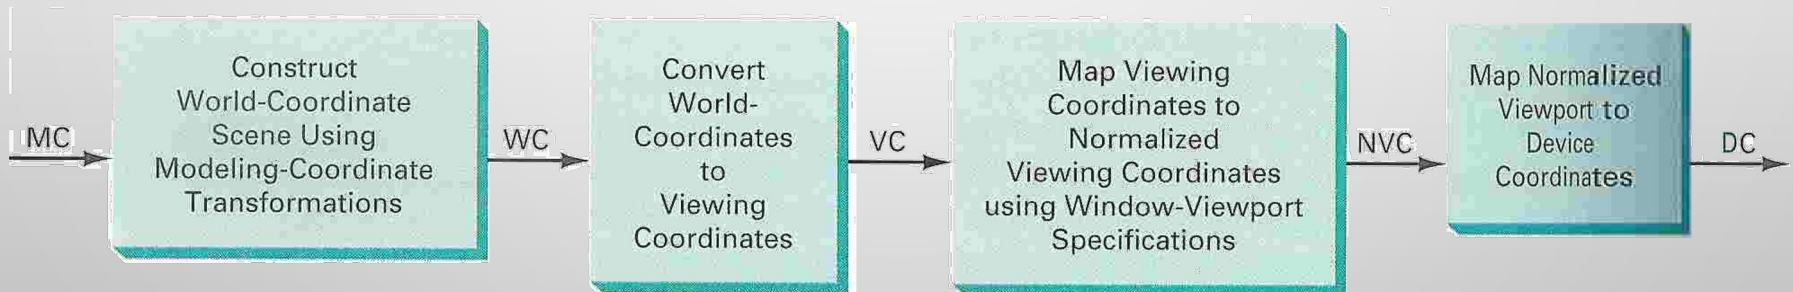 MC
Construct
World-Coordinate
Scene Using
Modeling-Coordinate
Transformations
WC
Convert
World-
Coordinates
to
Viewing
Coordinates
VC
Map Viewing
Coordinates to
Normalized
Viewing Coordinates
using Window-Viewport
Specifications
NVC
Map Normalized
Viewport to
Device
Coordinates
DC